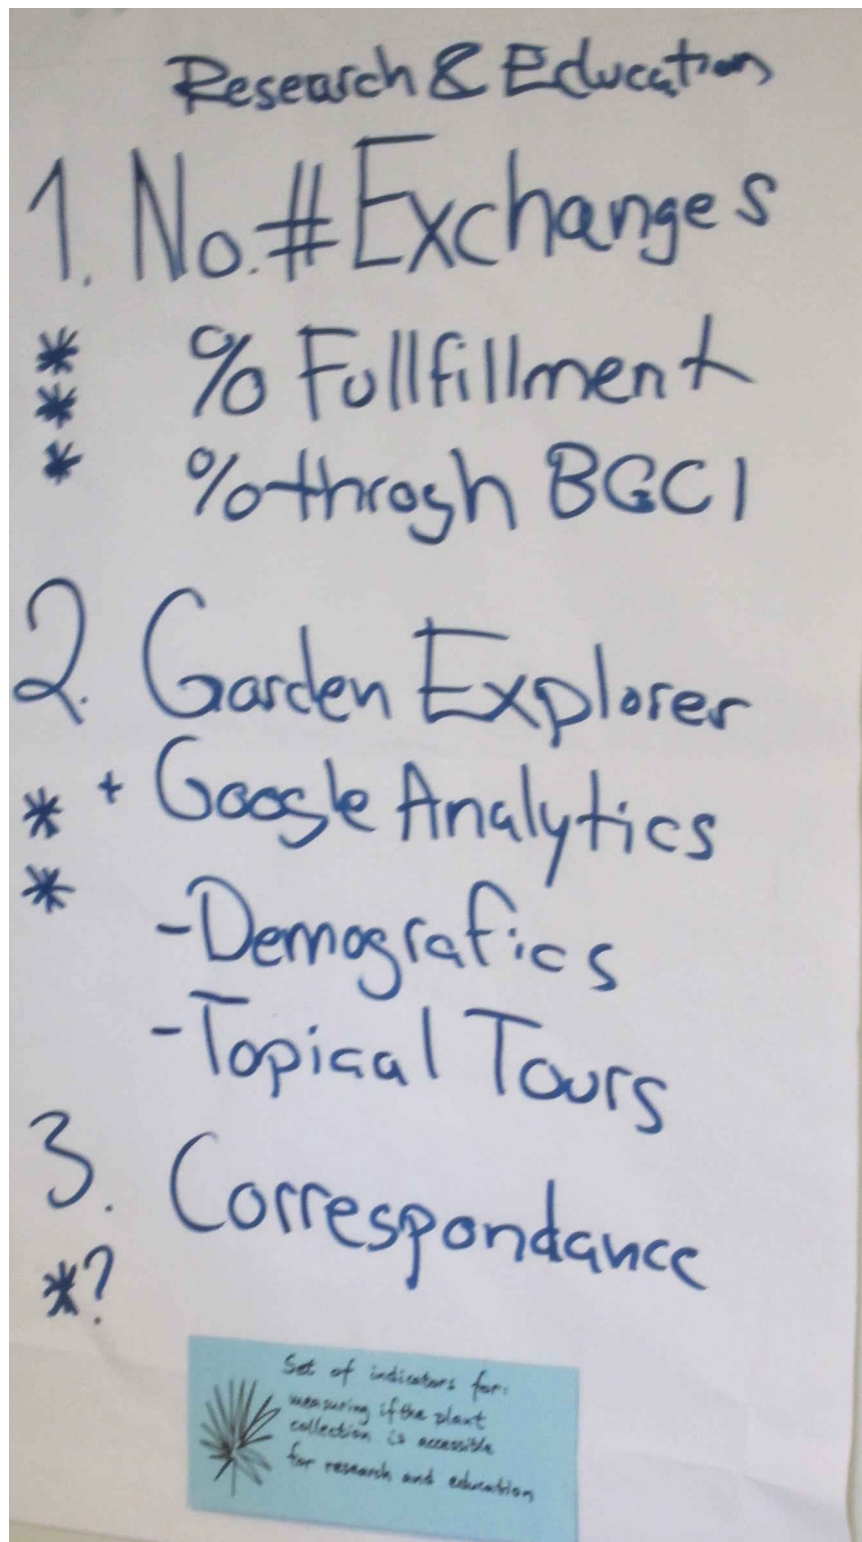 Research & Education
1. No. # Exchanges
* % Fullfillment
*
* % throgh BGCI
2. Garden Explorer
* + Google Analytics
*
- Demografics
- Topical Tours
3. Correspondance
*?
Set of indicators for:
measuring if the plant
collection is accessible
for research and education